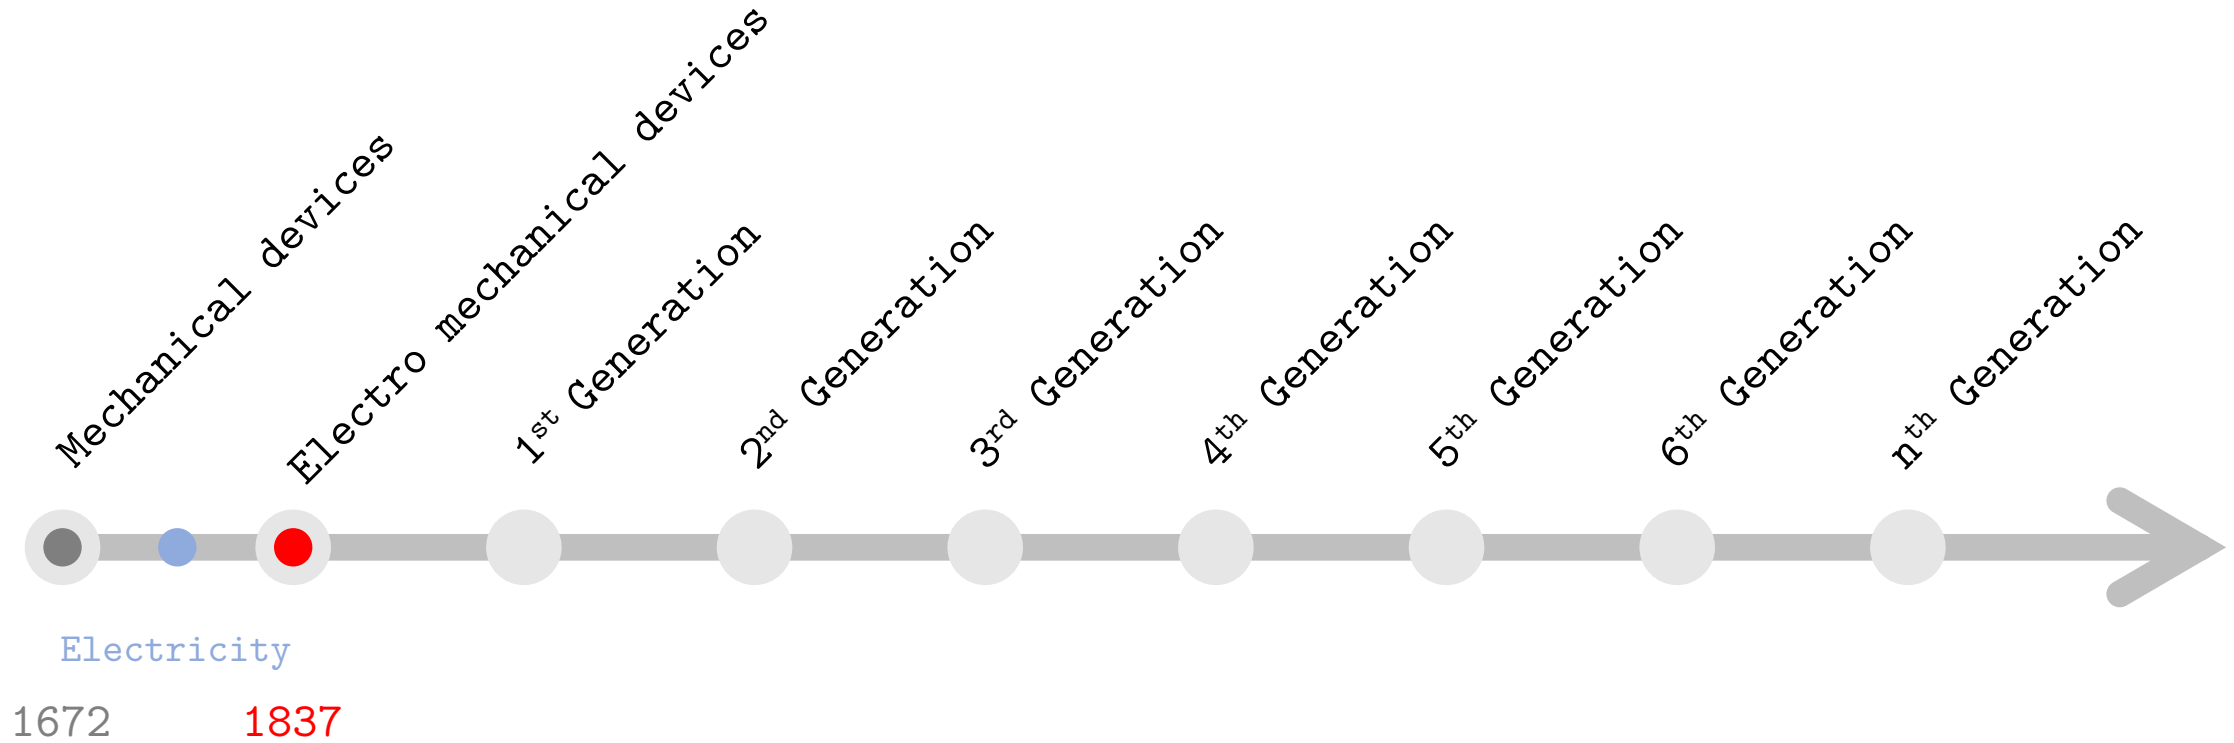 Mechanical devices
Electro mechanical devices
1st Generation
2nd Generation
3rd Generation
4th Generation
5th Generation
6th Generation
nth Generation
Electricity
1672
1837